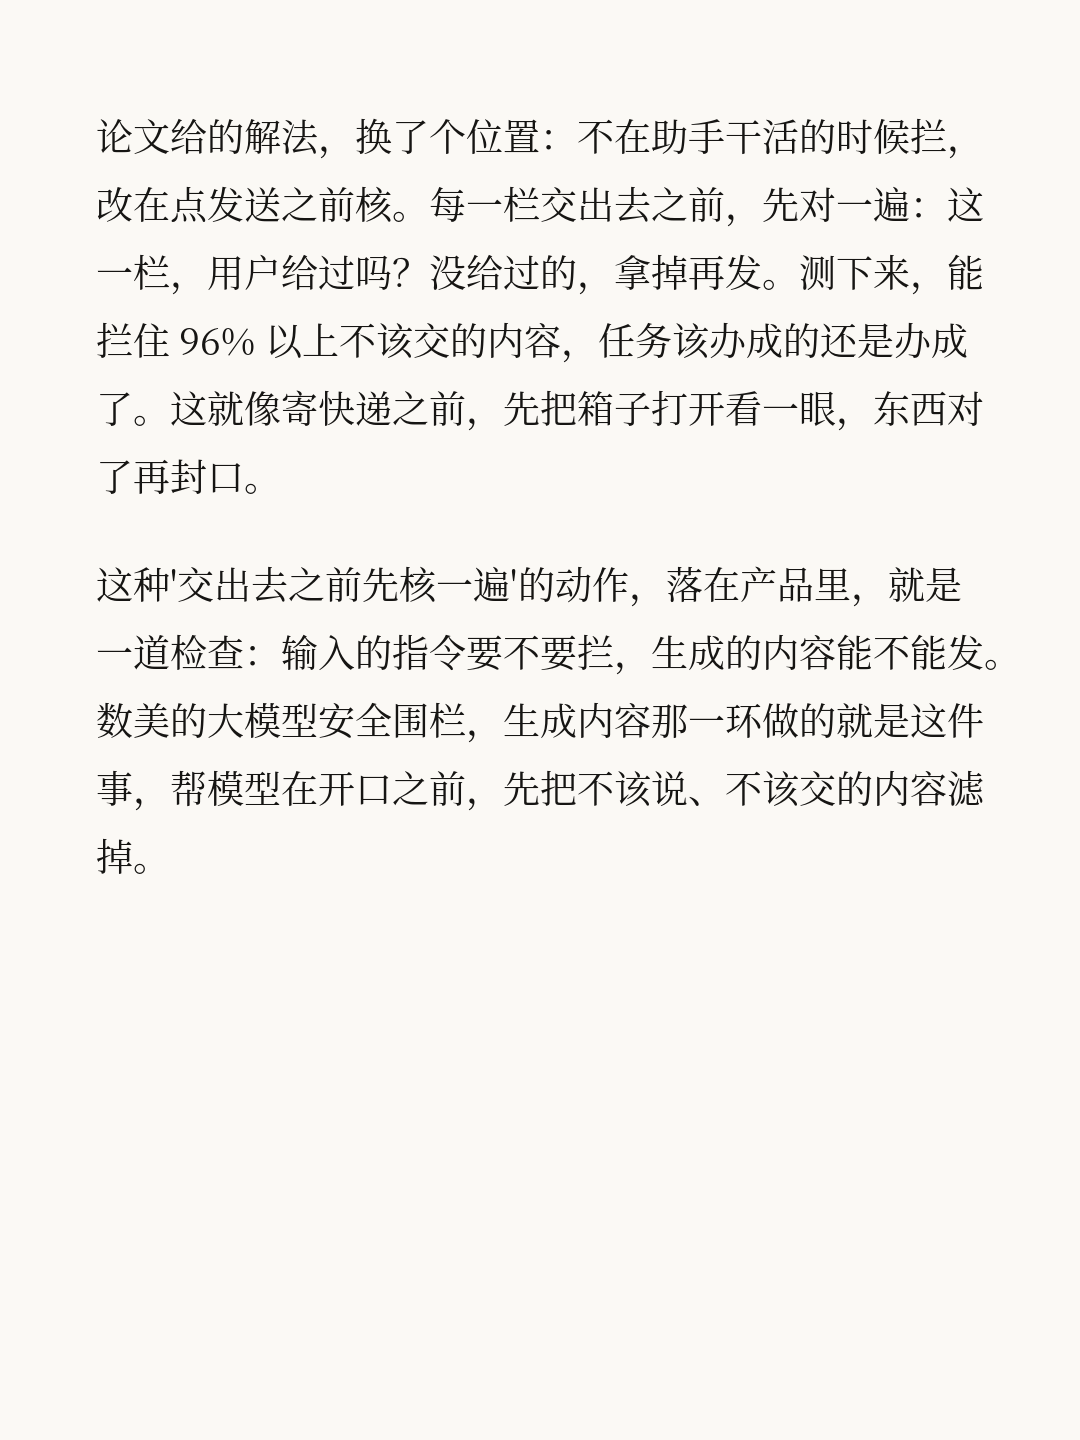 论文给的解法，换了个位置：不在助手干活的时候拦，
改在点发送之前核。每一栏交出去之前，先对一遍：这
一栏，用户给过吗？没给过的，拿掉再发。测下来，能
拦住 96% 以上不该交的内容，任务该办成的还是办成
了。这就像寄快递之前，先把箱子打开看一眼，东西对
了再封口。
这种'交出去之前先核一遍'的动作，落在产品里，就是
一道检查：输入的指令要不要拦，生成的内容能不能发。
数美的大模型安全围栏，生成内容那一环做的就是这件
事，帮模型在开口之前，先把不该说、不该交的内容滤
掉。